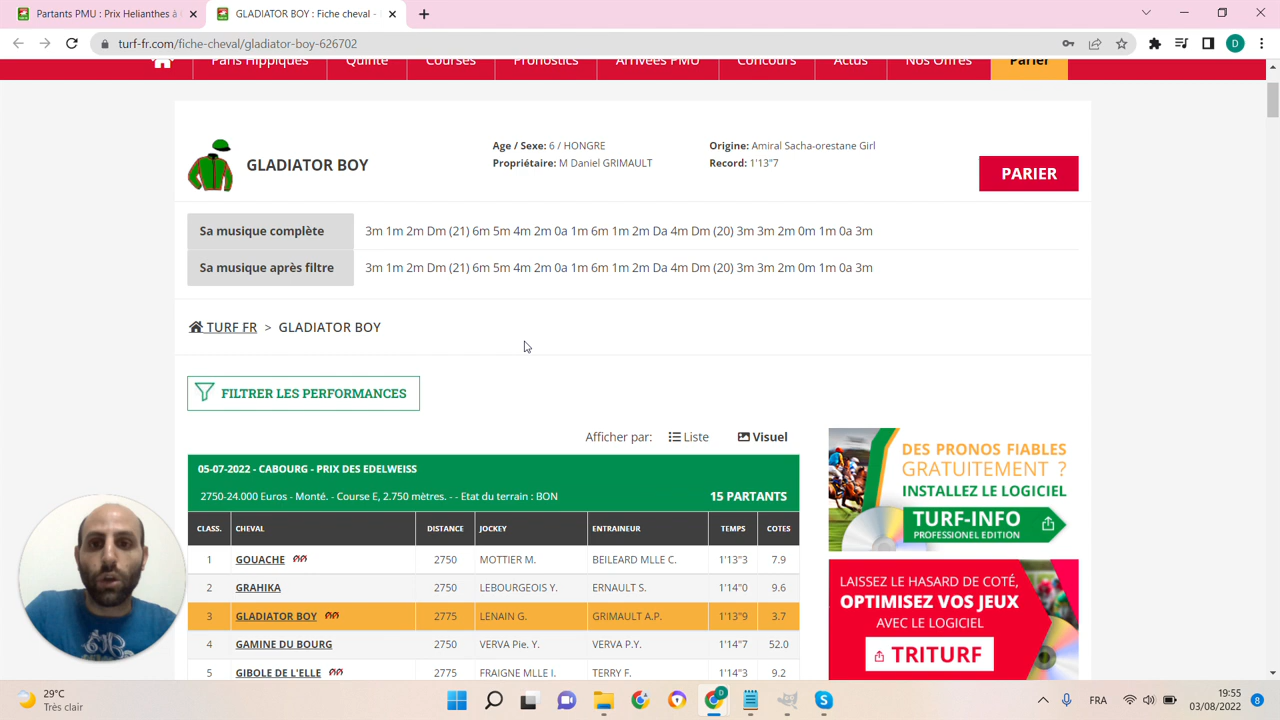 Partants PMU : Prix Helianthes à
GLADIATOR BOY : Fiche cheval -
turf-fr.com/fiche-cheval/gladiator-boy-626702
D
Paris Hippiques Quinté Courses Pronostics Arrivées PMU Concours Actus Nos Offres Parier
GLADIATOR BOY
Age / Sexe: 6 / HONGRE
Propriétaire: M Daniel GRIMAULT
Origine: Amiral Sacha-orestane Girl
Record: 1'13"7
PARIER
Sa musique complète 3m 1m 2m Dm (21) 6m 5m 4m 2m 0a 1m 6m 1m 2m Da 4m Dm (20) 3m 3m 2m 0m 1m 0a 3m
Sa musique après filtre 3m 1m 2m Dm (21) 6m 5m 4m 2m 0a 1m 6m 1m 2m Da 4m Dm (20) 3m 3m 2m 0m 1m 0a 3m
TURF FR > GLADIATOR BOY
FILTRER LES PERFORMANCES
Afficher par: Liste Visuel
05-07-2022 - CABOURG - PRIX DES EDELWEISS
2750-24.000 Euros - Monté. - Course E, 2.750 mètres. - - Etat du terrain : BON 15 PARTANTS
CLASS. CHEVAL DISTANCE JOCKEY ENTRAINEUR TEMPS COTES
1 GOUACHE 2750 MOTTIER M. BEILEARD MLLE C. 1'13"3 7.9
2 GRAHIKA 2750 LEBOURGEOIS Y. ERNAULT S. 1'14"0 9.6
3 GLADIATOR BOY 2775 LENAIN G. GRIMAULT A.P. 1'13"9 3.7
4 GAMINE DU BOURG 2750 VERVA Pie. Y. VERVA P.Y. 1'14"7 52.0
5 GIBOLE DE L'ELLE 2775 FRAIGNE MLLE I. TERRY F. 1'14"3 9.2
DES PRONOS FIABLES
GRATUITEMENT ?
INSTALLEZ LE LOGICIEL
TURF-INFO
PROFESSIONEL EDITION
LAISSEZ LE HASARD DE COTÉ,
OPTIMISEZ VOS JEUX
AVEC LE LOGICIEL
TRITURF
29°C
Très clair
D
FRA
19:55
03/08/2022
8